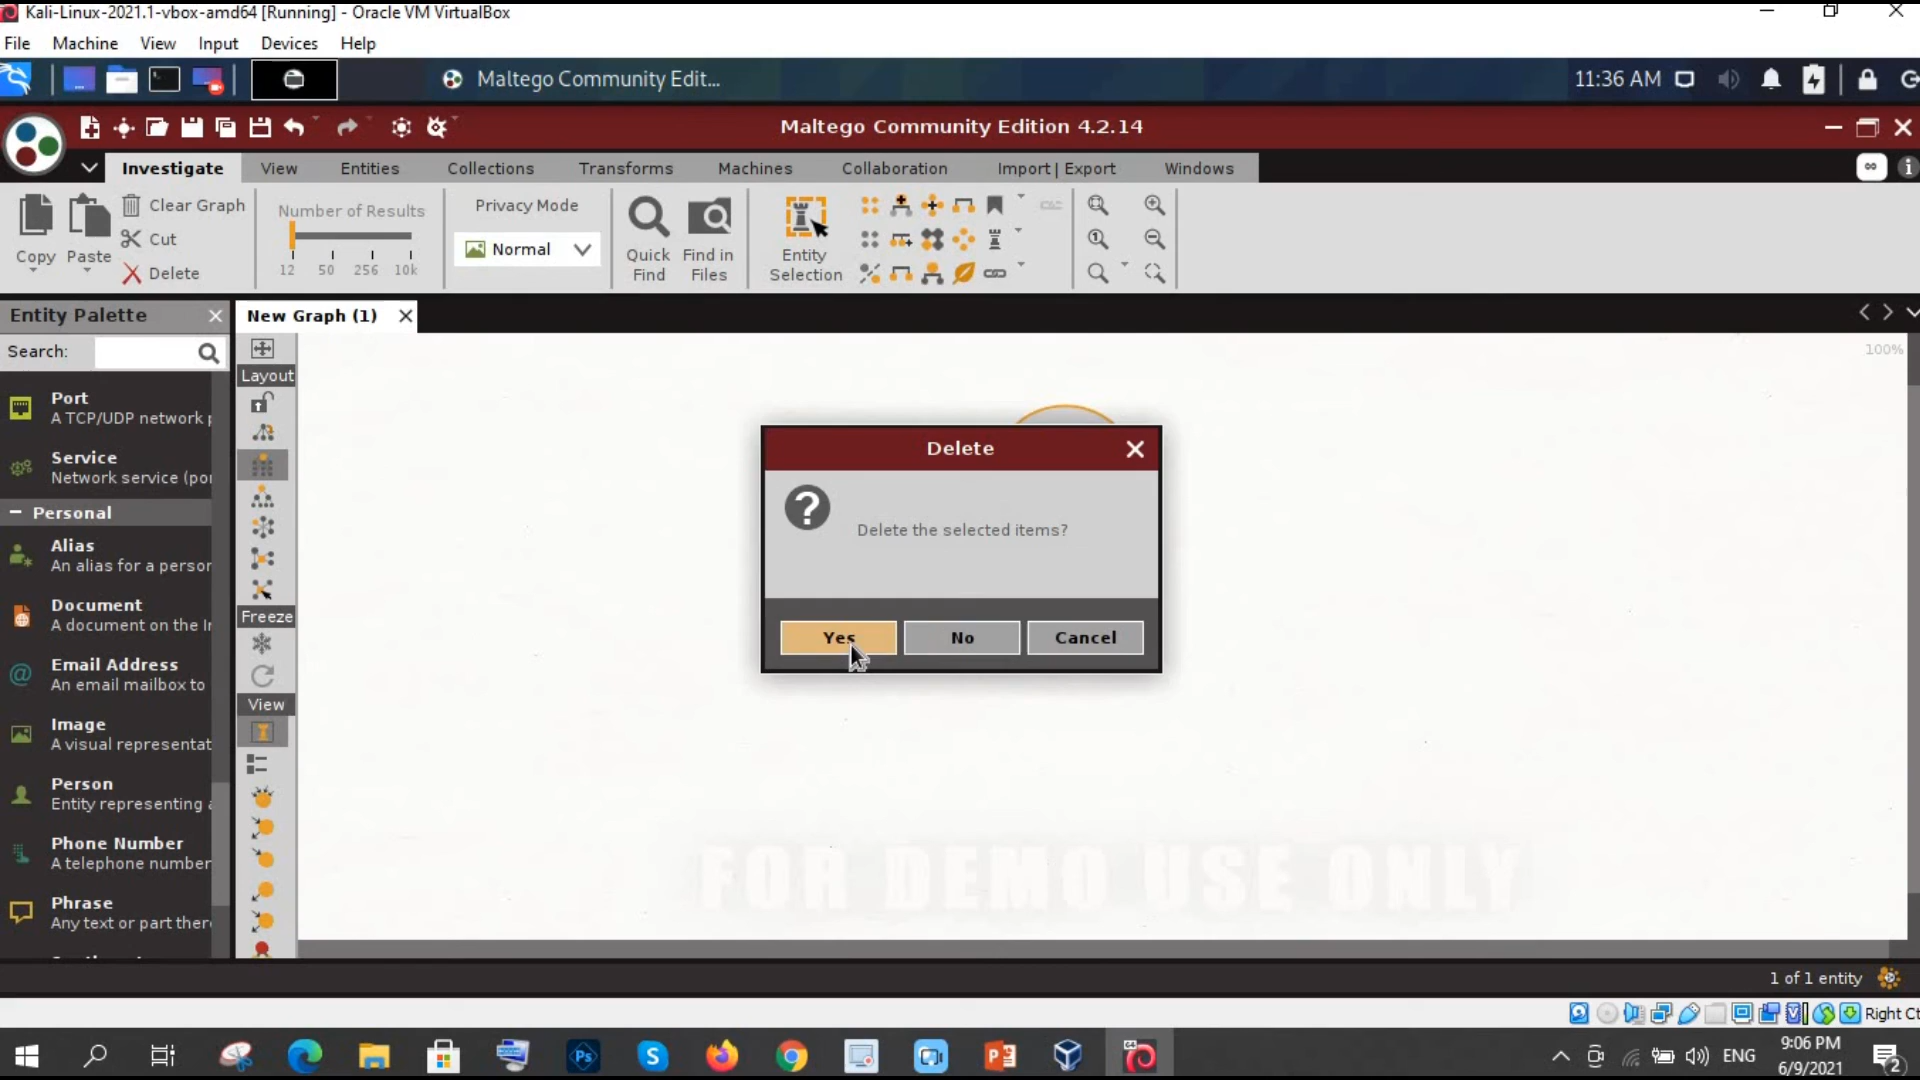 Kali-Linux-2021.1-vbox-amd64 [Running] - Oracle VM VirtualBox
File Machine View Input Devices Help
Maltego Community Edit...
11:36 AM
Maltego Community Edition 4.2.14
Investigate View Entities Collections Transforms Machines Collaboration Import | Export Windows
Copy
Paste
Clear Graph
Cut
Delete
Number of Results
12 50 256 10k
Privacy Mode
Normal
Quick Find
Find in Files
Entity Selection
Entity Palette
New Graph (1)
Search:
Layout
Freeze
View
100%
Port
A TCP/UDP network p
Service
Network service (por
Personal
Alias
An alias for a person
Document
A document on the In
Email Address
An email mailbox to
Image
A visual representat
Person
Entity representing a
Phone Number
A telephone number
Phrase
Any text or part there
Delete
Delete the selected items?
Yes No Cancel
FOR DEMO USE ONLY
1 of 1 entity
Right Ct
ENG
9:06 PM
6/9/2021
2